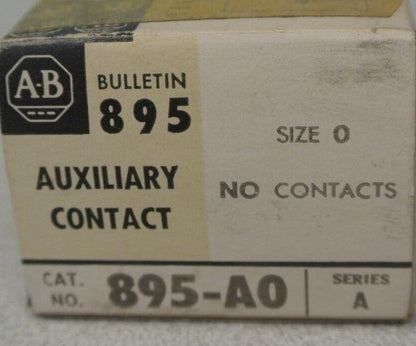 A-B
BULLETIN
895
AUXILIARY
CONTACT
SIZE 0
NO CONTACTS
CAT.
NO.
895-A0
SERIES
A